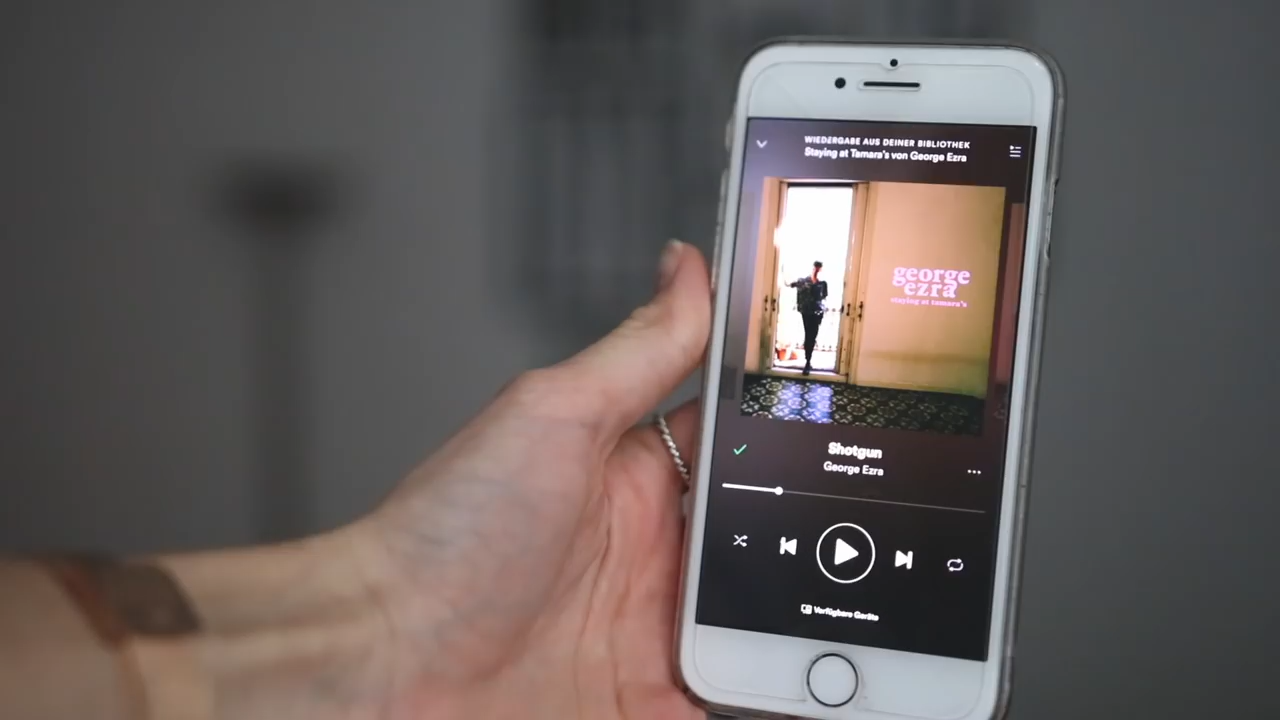 WIEDERGABE AUS DEINER BIBLIOTHEK
Staying at Tamara's von George Ezra
george
ezra
staying at tamara's
Shotgun
George Ezra
Verfügbare Geräte